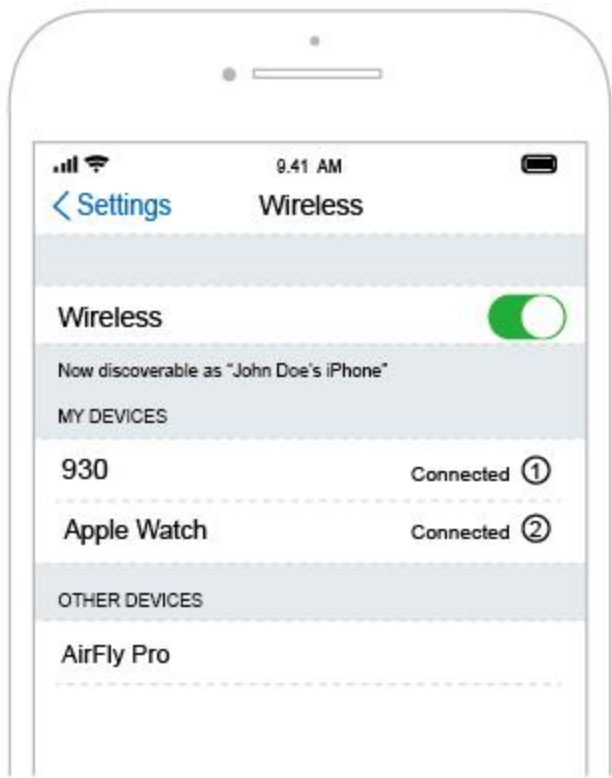 9.41 AM
< Settings Wireless
Wireless
Now discoverable as "John Doe's iPhone"
MY DEVICES
930 Connected ①
Apple Watch Connected ②
OTHER DEVICES
AirFly Pro